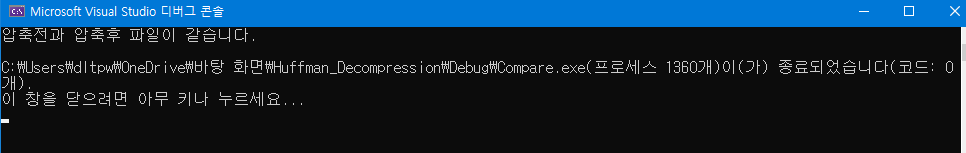 Microsoft Visual Studio 디버그 콘솔
압축전과 압축후 파일이 같습니다.
C:\Users\dltpw\OneDrive\바탕 화면\Huffman_Decompression\Debug\Compare.exe(프로세스 1360개)이(가) 종료되었습니다(코드: 0
개).
이 창을 닫으려면 아무 키나 누르세요...